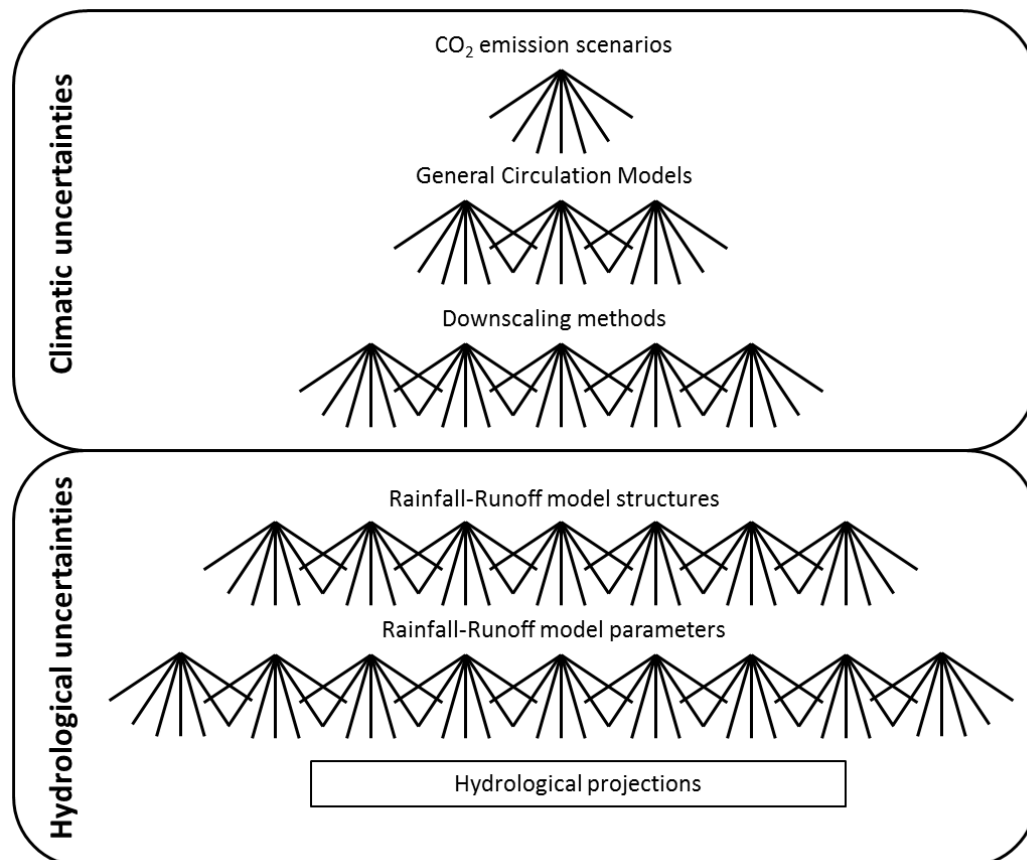 Climatic uncertainties
CO₂ emission scenarios
General Circulation Models
Downscaling methods
Hydrological uncertainties
Rainfall-Runoff model structures
Rainfall-Runoff model parameters
Hydrological projections